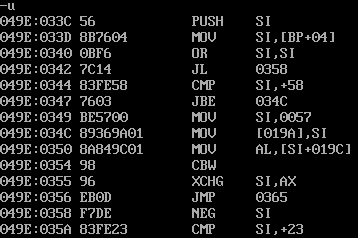 -u
049E:033C 56 PUSH SI
049E:033D 8B7604 MOV SI,[BP+04]
049E:0340 0BF6 OR SI,SI
049E:0342 7C14 JL 0358
049E:0344 83FE58 CMP SI,+58
049E:0347 7603 JBE 034C
049E:0349 BE5700 MOV SI,0057
049E:034C 89369A01 MOV [019A],SI
049E:0350 8A849C01 MOV AL,[SI+019C]
049E:0354 98 CBW
049E:0355 96 XCHG SI,AX
049E:0356 EB0D JMP 0365
049E:0358 F7DE NEG SI
049E:035A 83FE23 CMP SI,+23